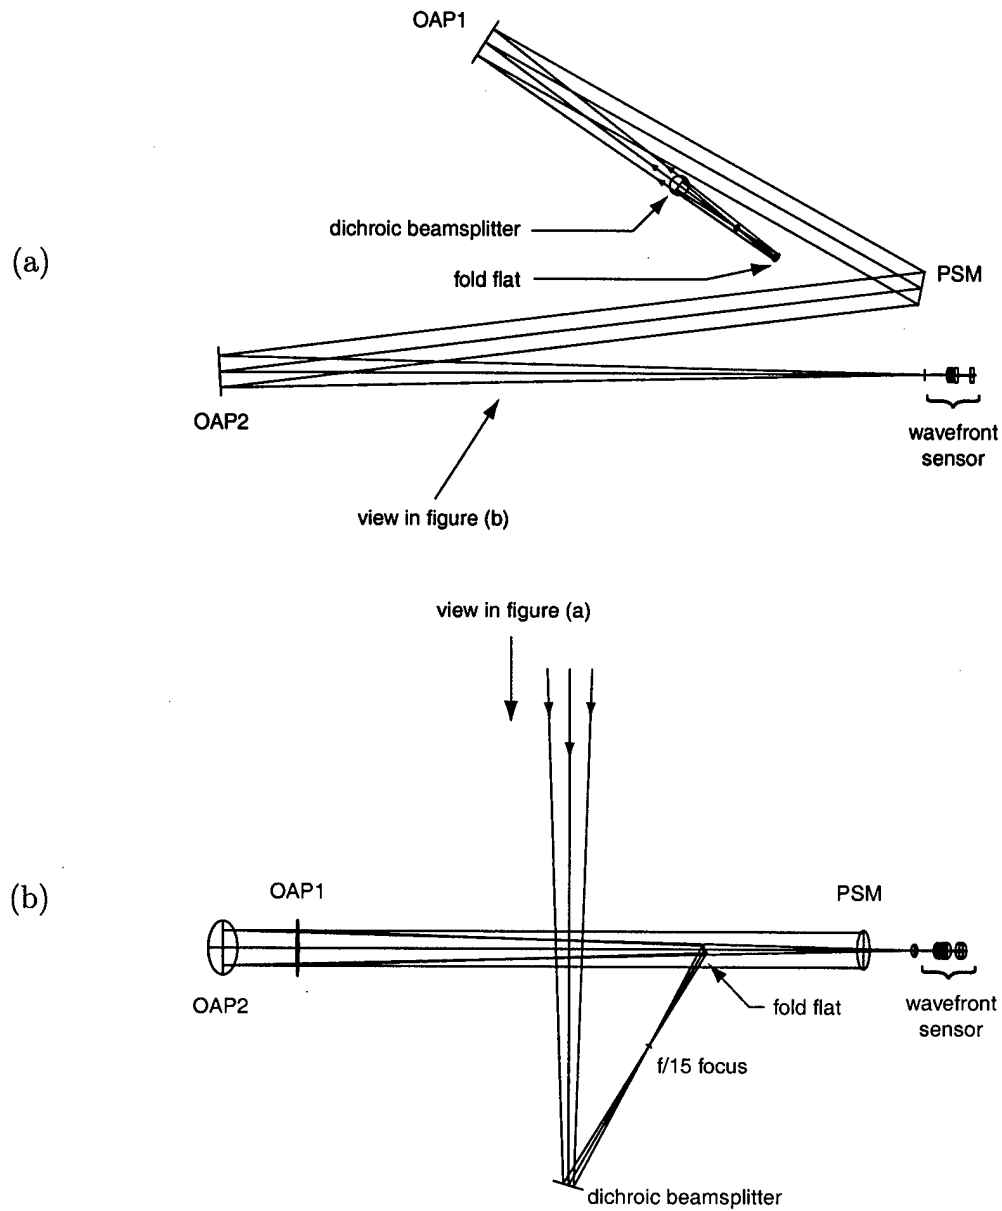 OAP1
(a)
dichroic beamsplitter
fold flat
PSM
OAP2
wavefront
sensor
view in figure (b)
view in figure (a)
(b)
OAP1
PSM
OAP2
fold flat
wavefront
sensor
f/15 focus
dichroic beamsplitter